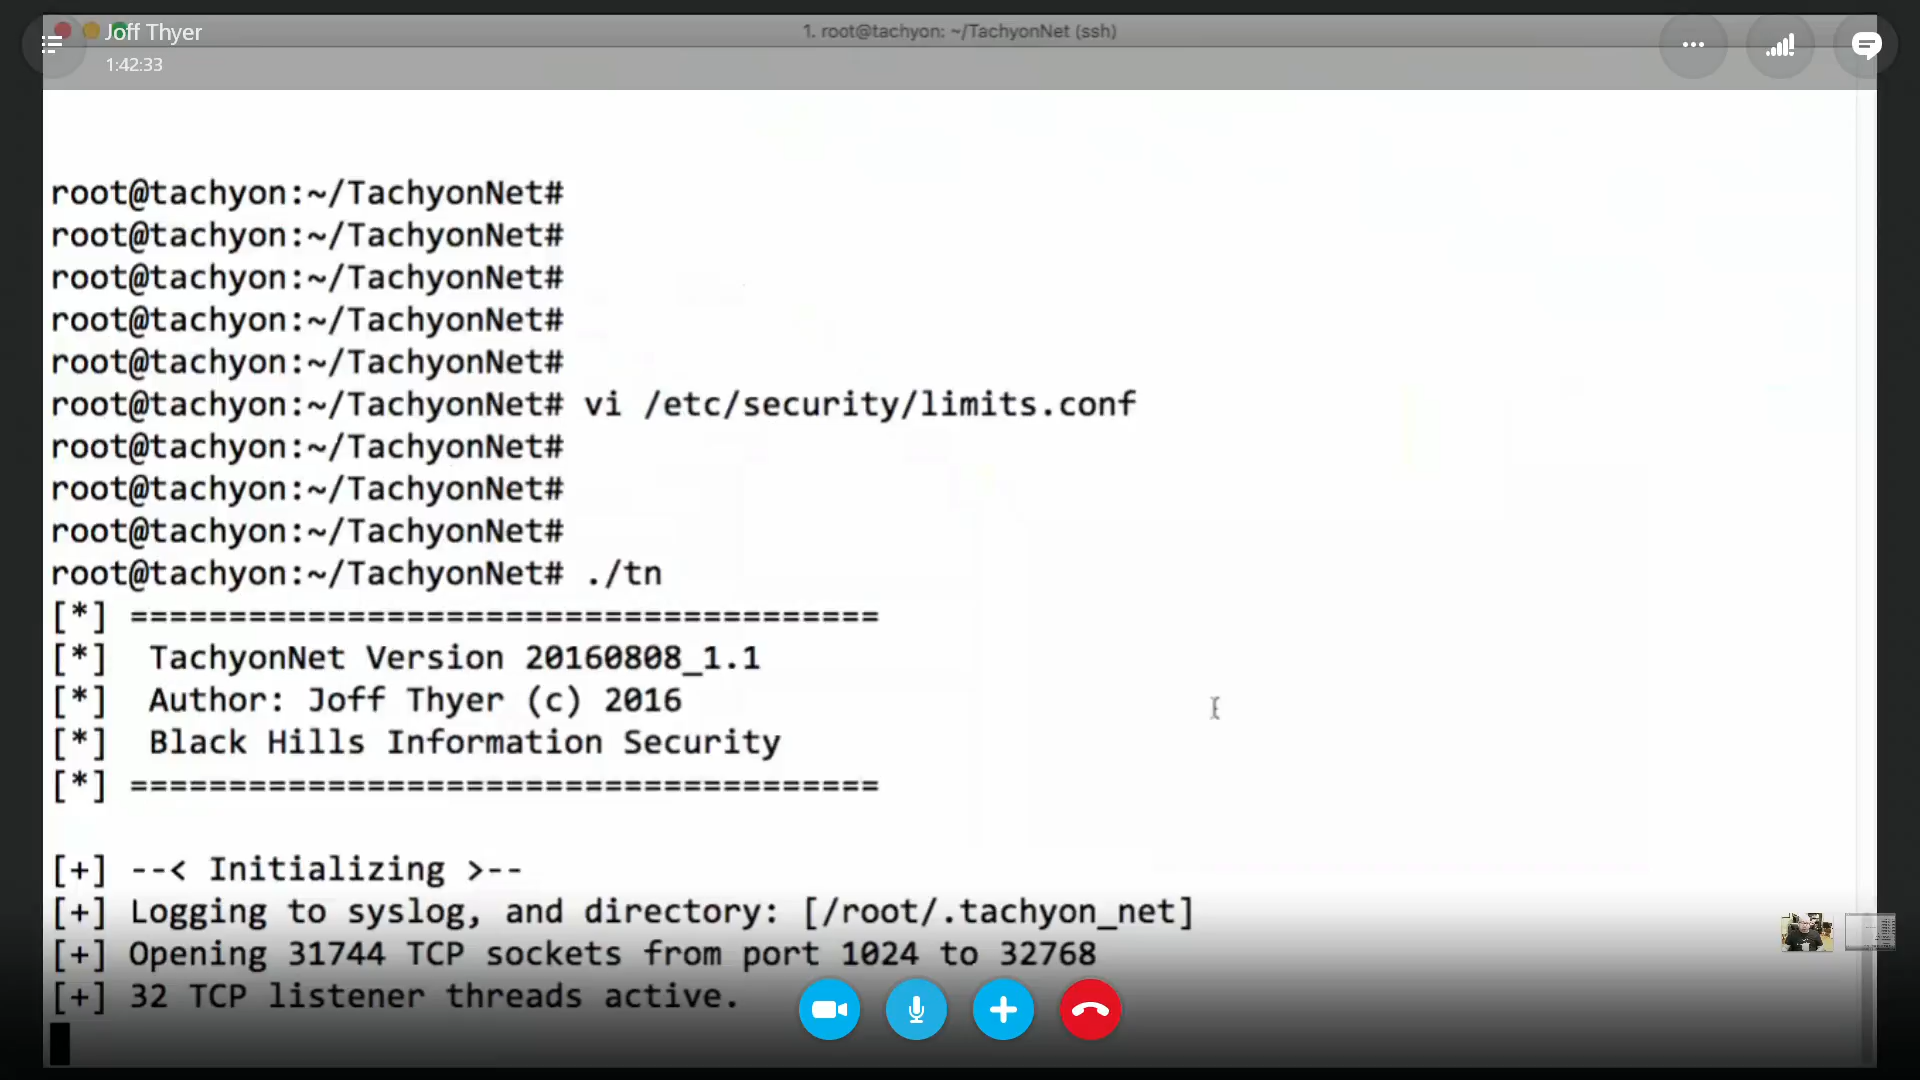 Joff Thyer
1. root@tachyon: ~/TachyonNet (ssh)
1:42:33
root@tachyon:~/TachyonNet#
root@tachyon:~/TachyonNet#
root@tachyon:~/TachyonNet#
root@tachyon:~/TachyonNet#
root@tachyon:~/TachyonNet#
root@tachyon:~/TachyonNet# vi /etc/security/limits.conf
root@tachyon:~/TachyonNet#
root@tachyon:~/TachyonNet#
root@tachyon:~/TachyonNet#
root@tachyon:~/TachyonNet# ./tn
[*] ======================================
[*]  TachyonNet Version 20160808_1.1
[*]  Author: Joff Thyer (c) 2016
[*]  Black Hills Information Security
[*] ======================================
[+] --< Initializing >--
[+] Logging to syslog, and directory: [/root/.tachyon_net]
[+] Opening 31744 TCP sockets from port 1024 to 32768
[+] 32 TCP listener threads active.